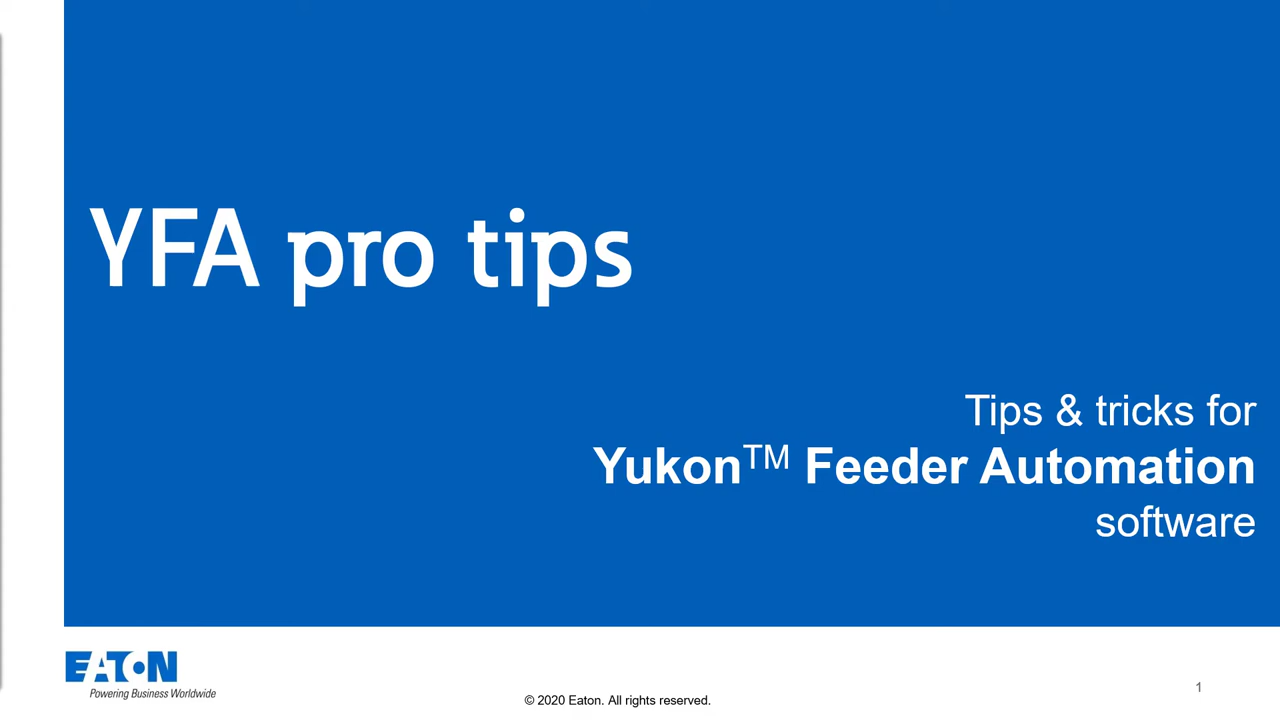 YFA pro tips
Tips & tricks for
Yukon™ Feeder Automation
software
EATON
Powering Business Worldwide
© 2020 Eaton. All rights reserved.
1